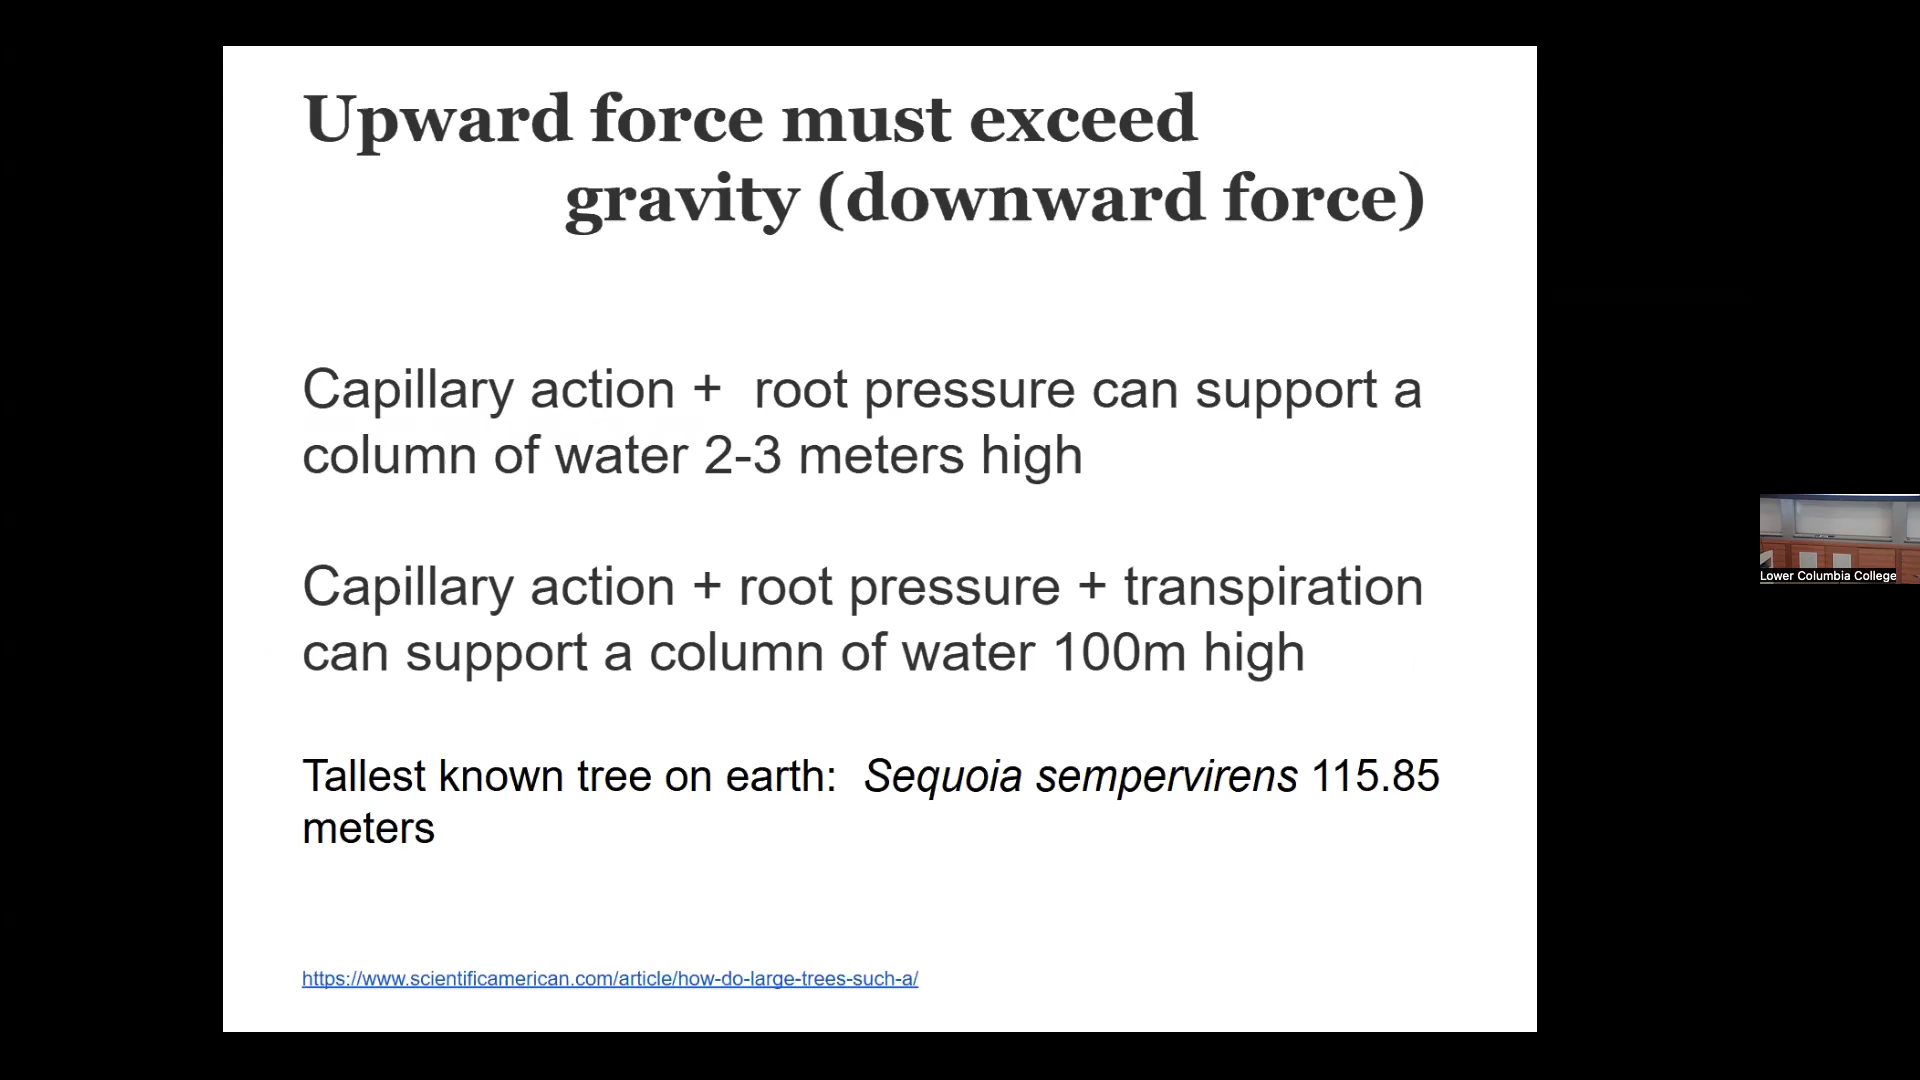 Upward force must exceed
gravity (downward force)
Capillary action + root pressure can support a
column of water 2-3 meters high
Capillary action + root pressure + transpiration
can support a column of water 100m high
Tallest known tree on earth: Sequoia sempervirens 115.85
meters
https://www.scientificamerican.com/article/how-do-large-trees-such-a/
Lower Columbia College